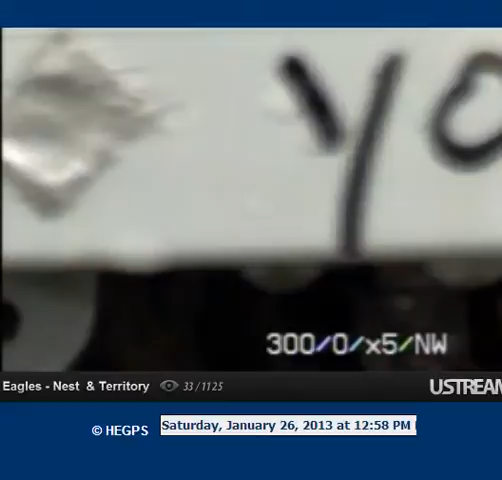 YO
300/0/x5/NW
Eagles - Nest & Territory 33 / 1125 USTREAM
© HEGPS Saturday, January 26, 2013 at 12:58 PM